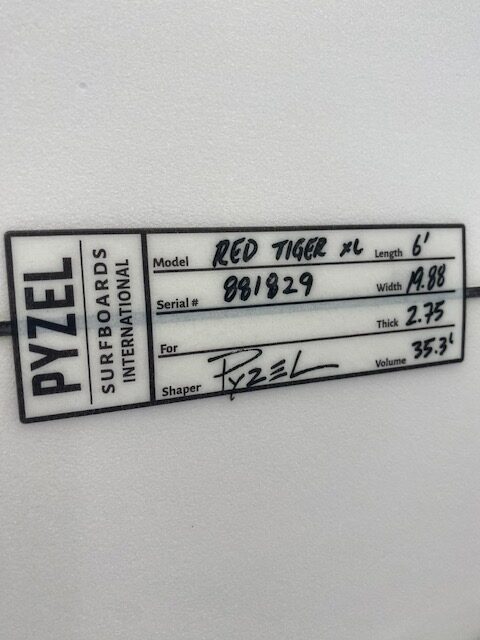 PYZEL
SURFBOARDS
INTERNATIONAL
Model RED TIGER XL Length 6'
Serial # 881829 Width 19.88
Thick 2.75
For Volume 35.3L
Shaper PYZEL